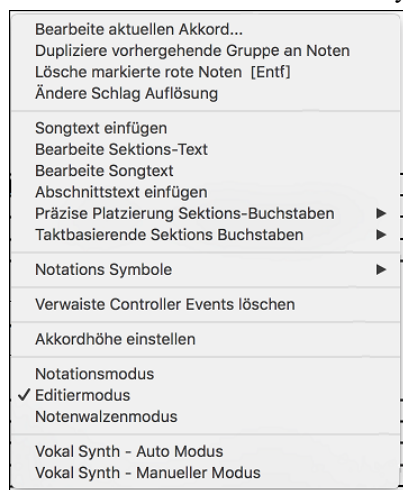 Bearbeite aktuellen Akkord...
Dupliziere vorhergehende Gruppe an Noten
Lösche markierte rote Noten [Entf]
Ändere Schlag Auflösung
Songtext einfügen
Bearbeite Sektions-Text
Bearbeite Songtext
Abschnittstext einfügen
Präzise Platzierung Sektions-Buchstaben
Taktbasierende Sektions Buchstaben
Notations Symbole
Verwaiste Controller Events löschen
Akkordhöhe einstellen
Notationsmodus
✓ Editiermodus
Notenwalzenmodus
Vokal Synth - Auto Modus
Vokal Synth - Manueller Modus